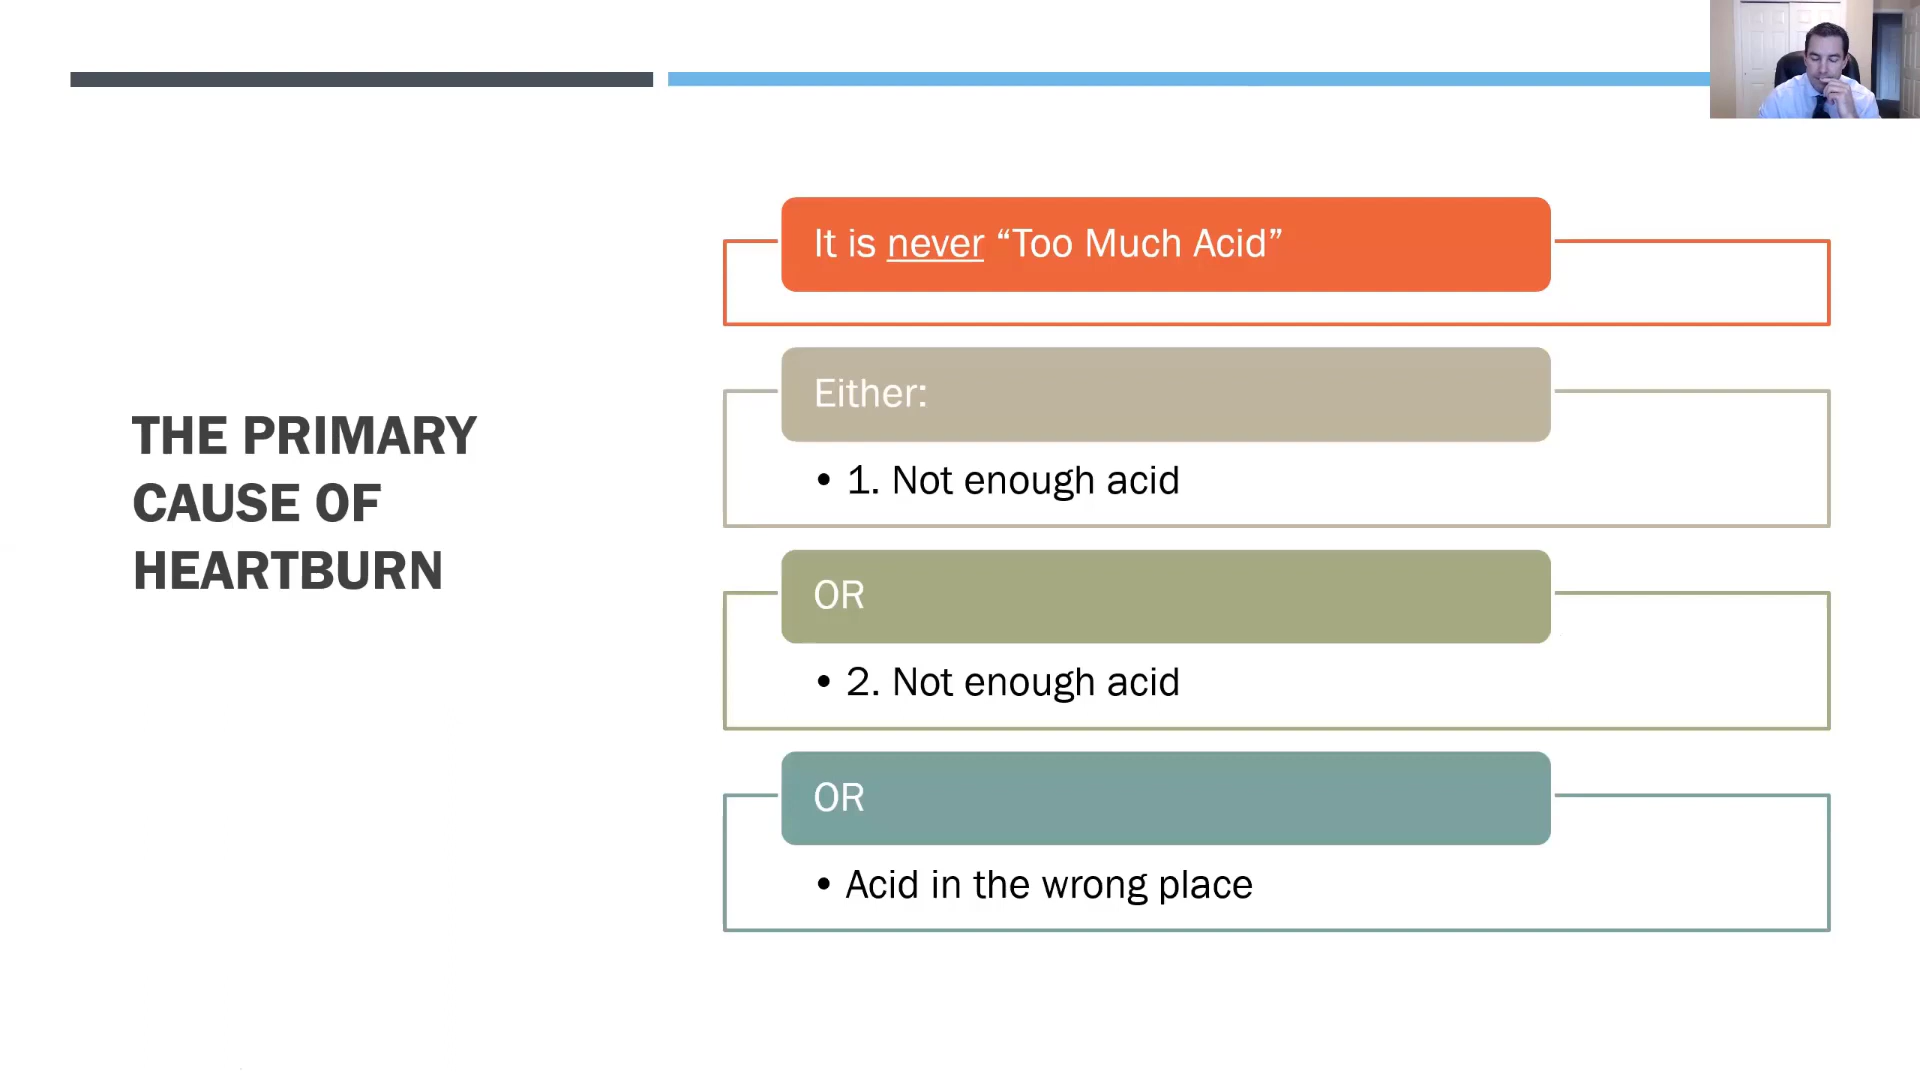 THE PRIMARY
CAUSE OF
HEARTBURN
It is never “Too Much Acid”
Either:
• 1. Not enough acid
OR
• 2. Not enough acid
OR
• Acid in the wrong place